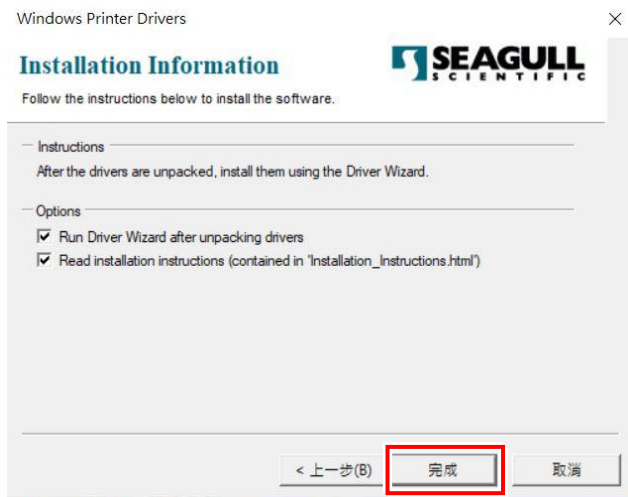 Windows Printer Drivers
Installation Information
SEAGULL
SCIENTIFIC
Follow the instructions below to install the software.
Instructions
After the drivers are unpacked, install them using the Driver Wizard.
Options
Run Driver Wizard after unpacking drivers
Read installation instructions (contained in 'Installation_Instructions.html')
< 上一步(B)
完成
取消